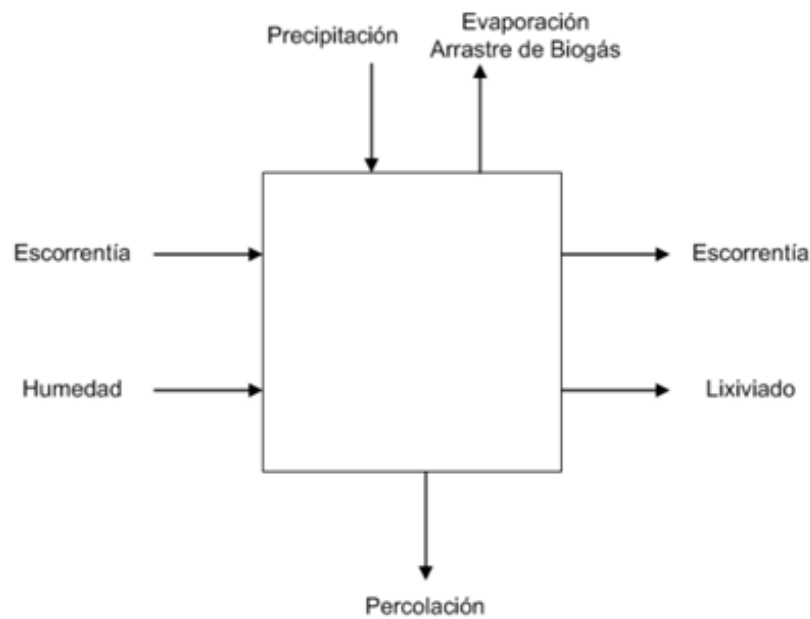 Precipitación
Evaporación
Arrastre de Biogás
Escorrentía
Escorrentía
Humedad
Lixiviado
Percolación